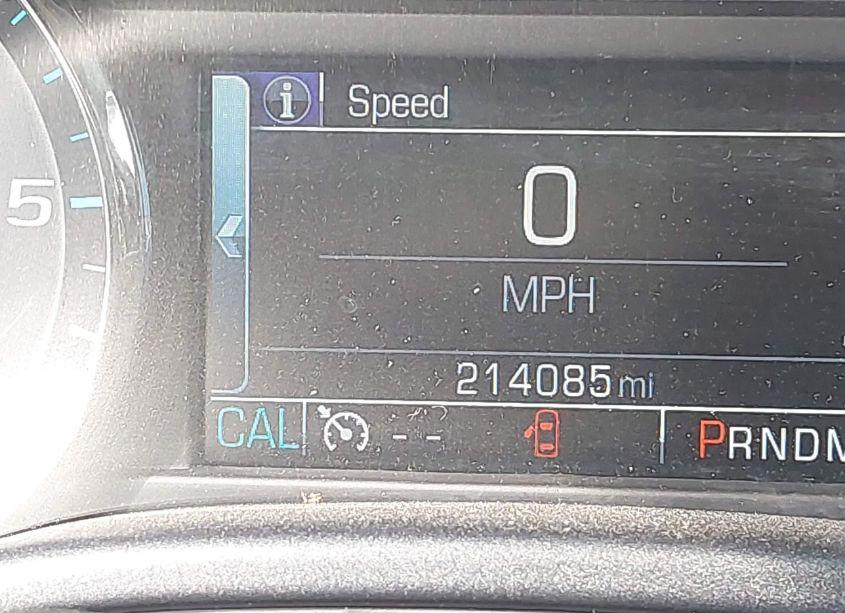 i Speed
5
0
MPH
214085 mi
CAL -- PRNDM